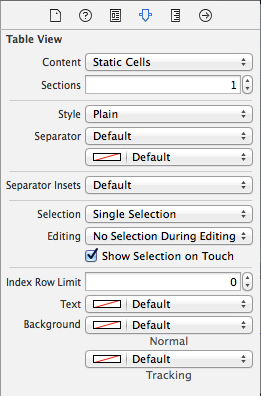 Table View
Content Static Cells
Sections 1
Style Plain
Separator Default
Default
Separator Insets Default
Selection Single Selection
Editing No Selection During Editing
Show Selection on Touch
Index Row Limit 0
Text Default
Background Default
Normal
Default
Tracking